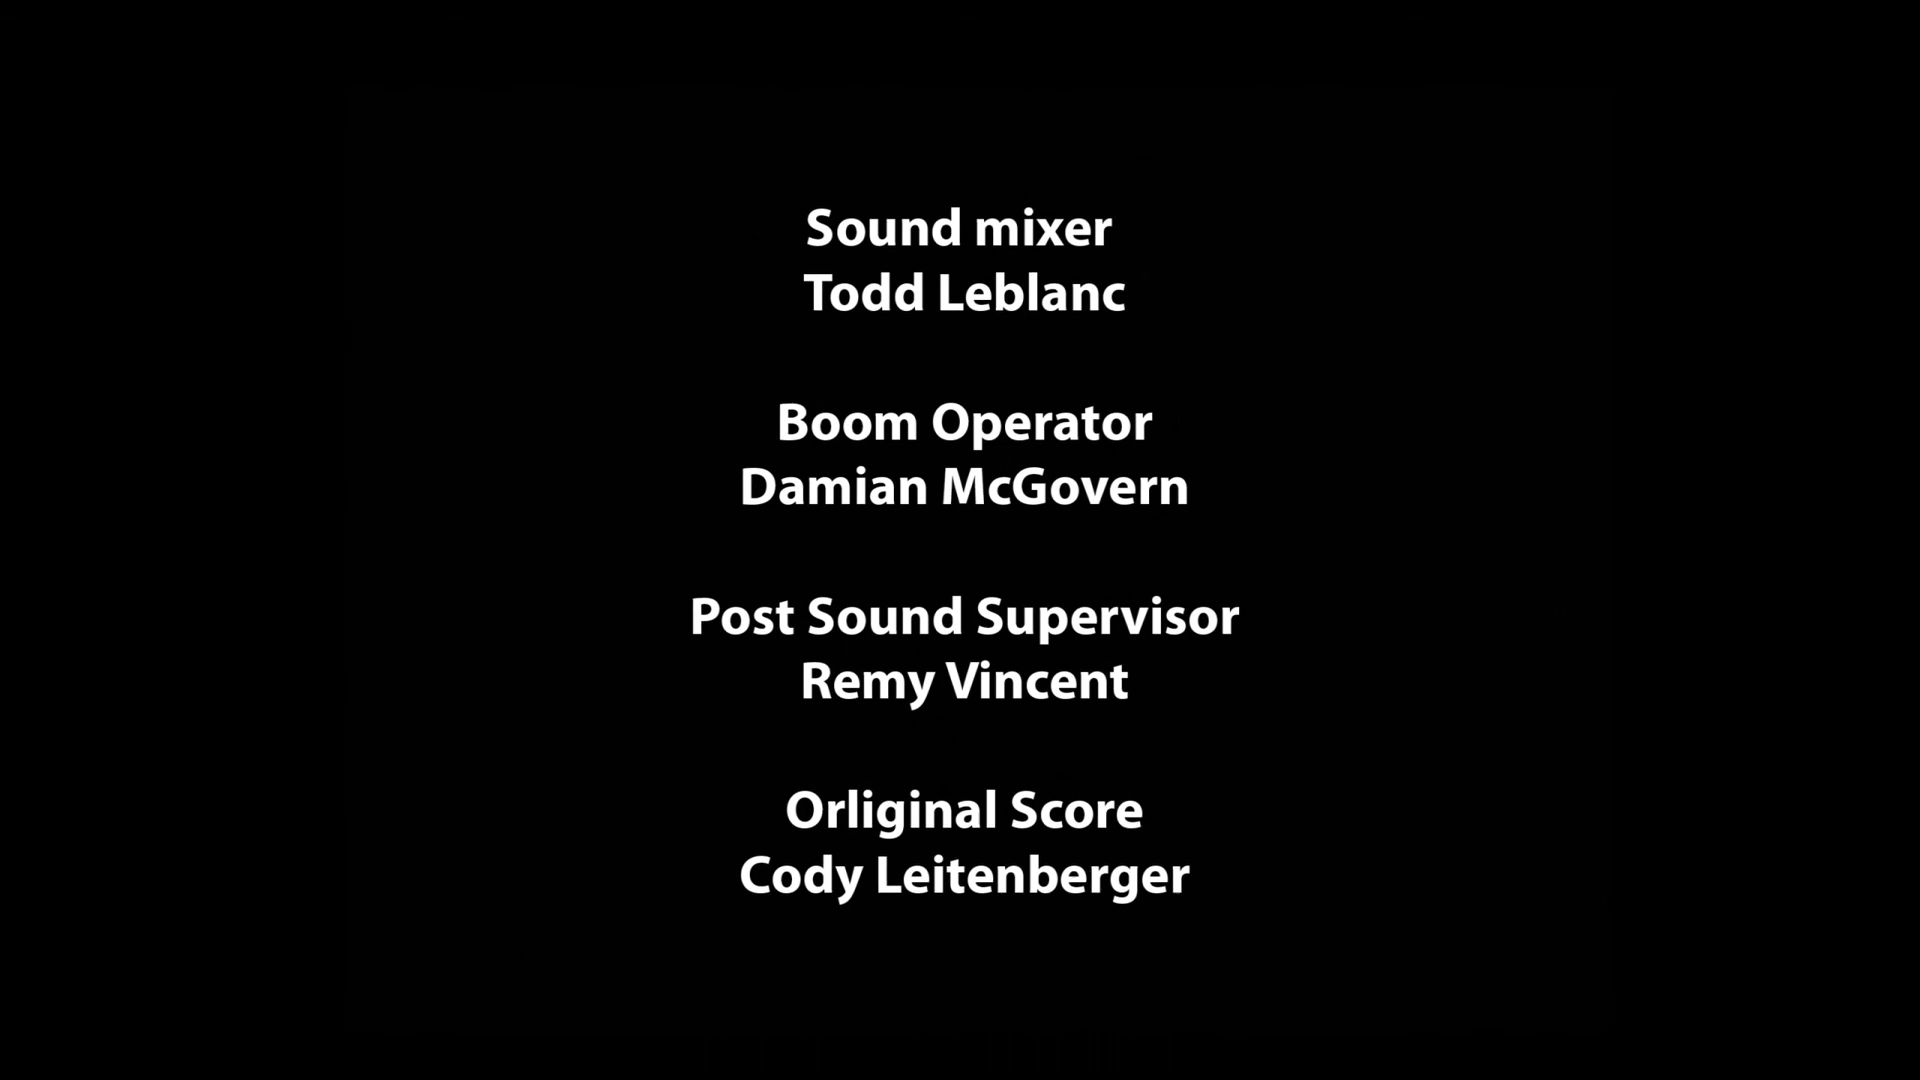 Sound mixer
Todd Leblanc
Boom Operator
Damian McGovern
Post Sound Supervisor
Remy Vincent
Orliginal Score
Cody Leitenberger